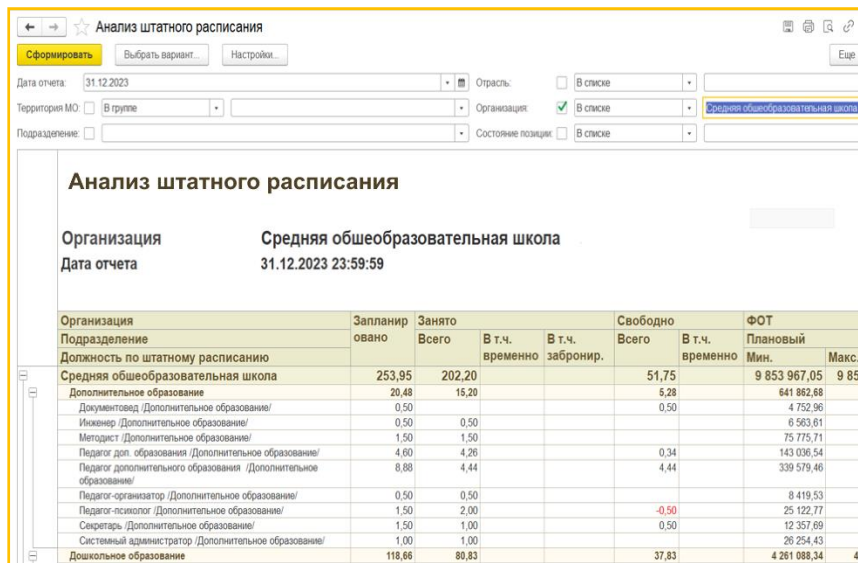 Анализ штатного расписания
Сформировать Выбрать вариант... Настройки... Еще
Дата отчета: 31.12.2023 Отрасль: В списке
Территория МО: В группе Организация: В списке Средняя обшеобразовательная школа
Подразделение: Состояние позиции: В списке
Анализ штатного расписания
Организация Средняя обшеобразовательная школа
Дата отчета 31.12.2023 23:59:59
Организация Запланир Занято Свободно ФОТ
Подразделение овано Всего В т.ч. В т.ч. Всего В т.ч. Плановый
Должность по штатному расписанию временно забронир. временно Мин. Макс.
Средняя обшеобразовательная школа 253,95 202,20 51,75 9 853 967,05 9 85
Дополнительное образование 20,48 15,20 5,28 641 862,68
Документовед /Дополнительное образование/ 0,50 0,50 4 752,96
Инженер /Дополнительное образование/ 0,50 0,50 6 563,61
Методист /Дополнительное образование/ 1,50 1,50 75 775,71
Педагог доп. образования /Дополнительное образование/ 4,60 4,26 0,34 143 036,54
Педагог дополнительного образования /Дополнительное 8,88 4,44 4,44 339 579,46
образование/
Педагог-организатор /Дополнительное образование/ 0,50 0,50 8 419,53
Педагог-психолог /Дополнительное образование/ 1,50 2,00 -0,50 25 122,77
Секретарь /Дополнительное образование/ 1,50 1,00 0,50 12 357,69
Системный администратор /Дополнительное образование/ 1,00 1,00 26 254,43
Дошкольное образование 118,66 80,83 37,83 4 261 088,34 4